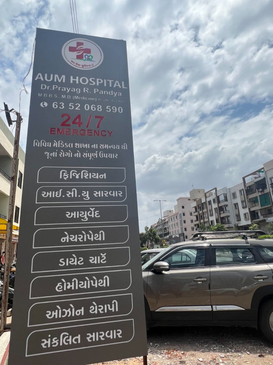 AUM HOSPITAL
Dr. Prayag R. Pandya
63 52 068 590
24/7
EMERGENCY
વિવિધ મેડિકલ શાખાના સમન્વય થી
જૂના રોગો નો સંપૂર્ણ ઉપચાર
ફિજિશિયન
આઈ.સી.યુ સારવાર
આયુર્વેદ
નેચરોપેથી
ડાયેટ ચાર્ટ
હોમીયોપેથી
ઓઝોન થેરાપી
સંકલિત સારવાર